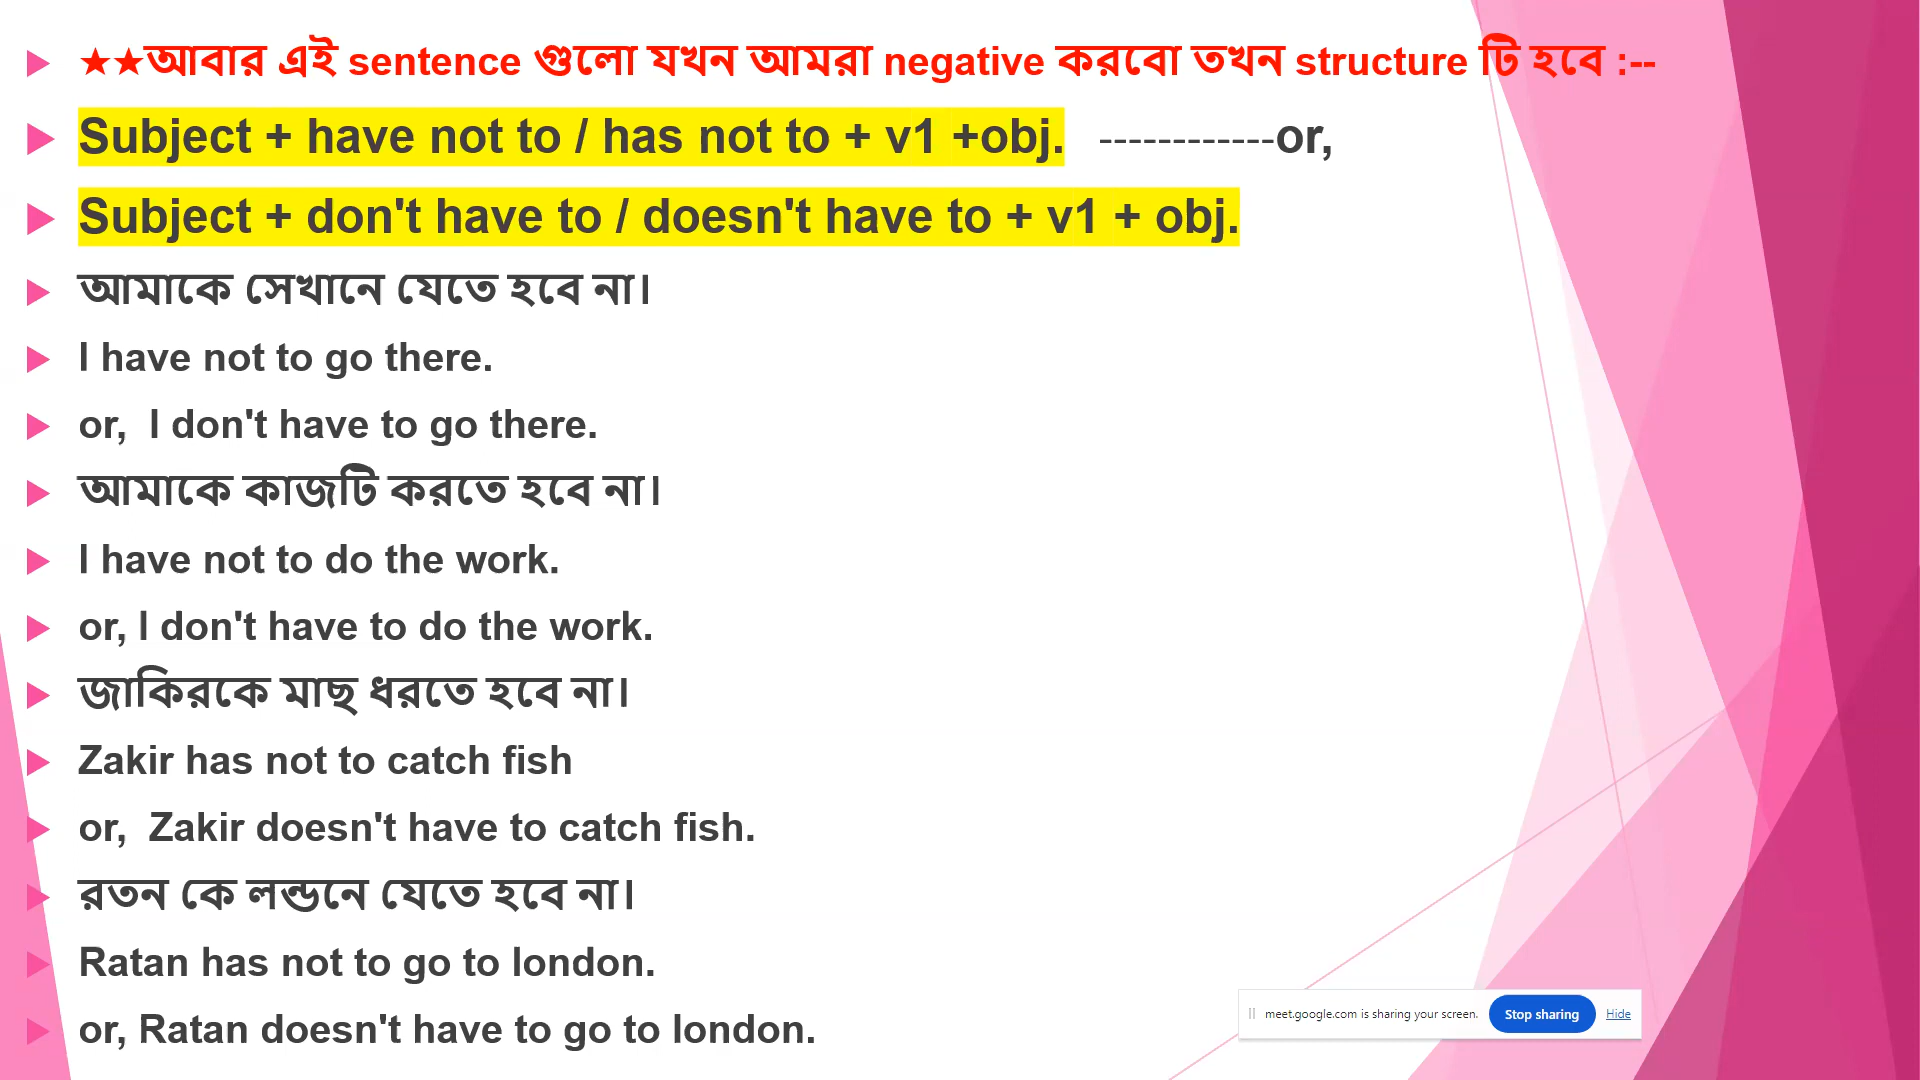 ★★আবার এই sentence গুলো যখন আমরা negative করবো তখন structure টি হবে :--
Subject + have not to / has not to + v1 +obj. ------------or,
Subject + don't have to / doesn't have to + v1 + obj.
আমাকে সেখানে যেতে হবে না।
I have not to go there.
or, I don't have to go there.
আমাকে কাজটি করতে হবে না।
I have not to do the work.
or, I don't have to do the work.
জাকিরকে মাছ ধরতে হবে না।
Zakir has not to catch fish
or, Zakir doesn't have to catch fish.
রতন কে লন্ডনে যেতে হবে না।
Ratan has not to go to london.
or, Ratan doesn't have to go to london.
meet.google.com is sharing your screen. Stop sharing Hide